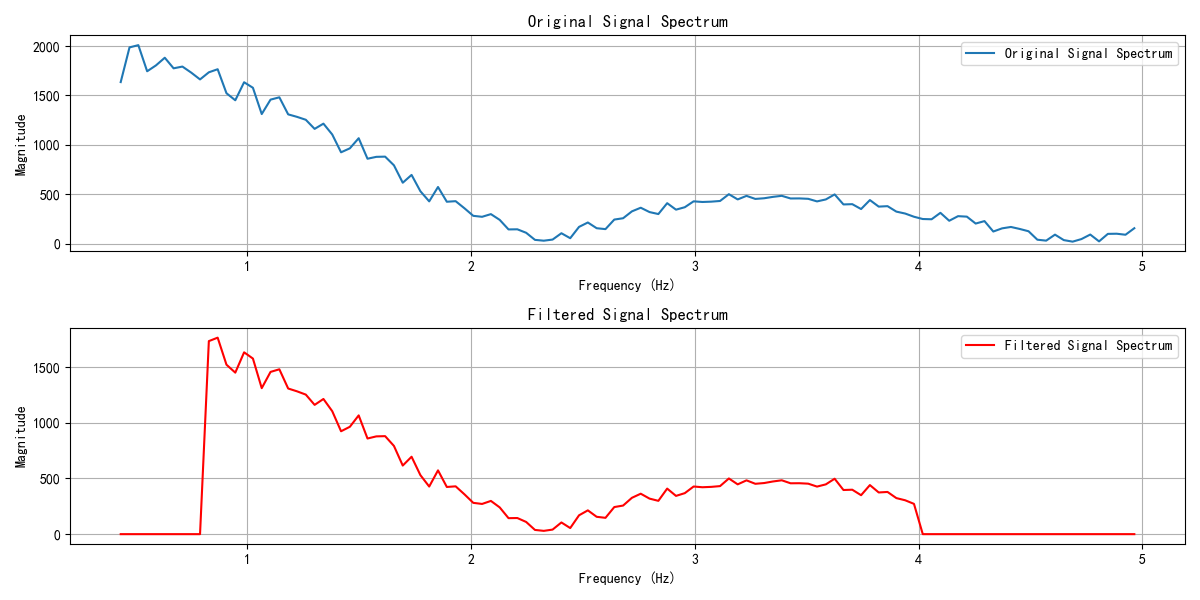 Original Signal Spectrum
Original Signal Spectrum
2000
1500
1000
500
0
Magnitude
1 2 3 4 5
Frequency (Hz)
Filtered Signal Spectrum
Filtered Signal Spectrum
1500
1000
500
0
Magnitude
1 2 3 4 5
Frequency (Hz)